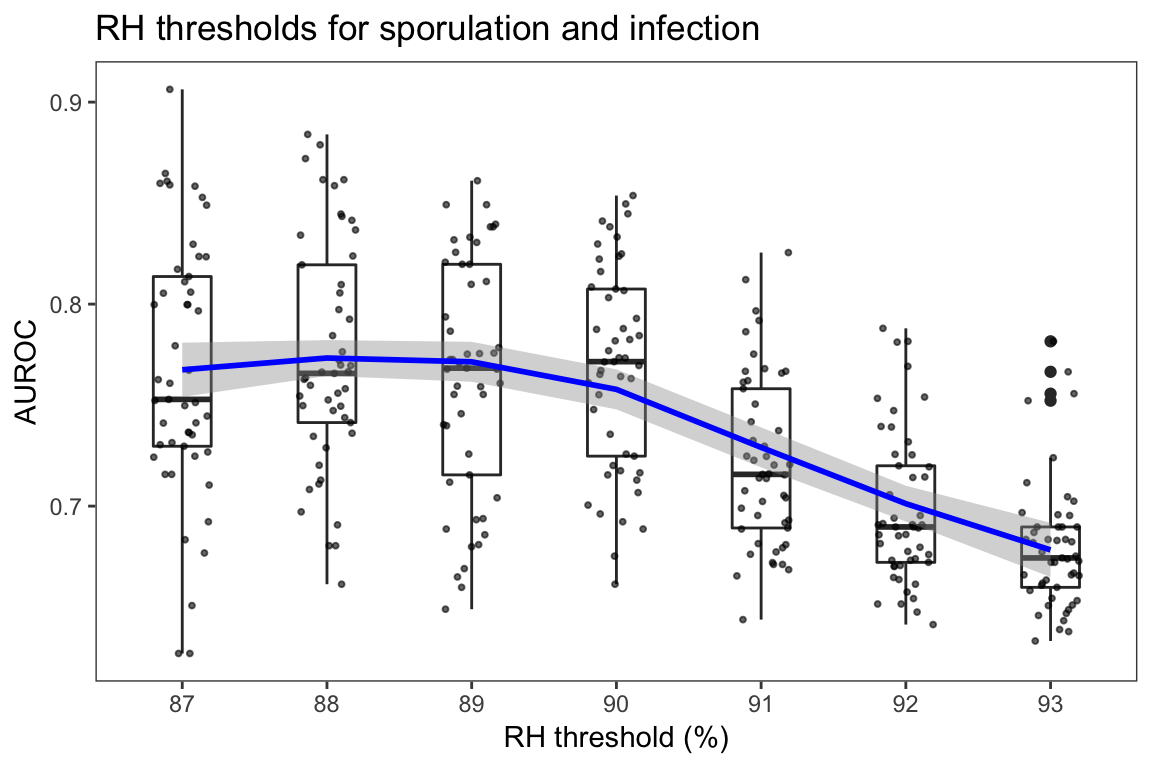 RH thresholds for sporulation and infection
AUROC
0.9
0.8
0.7
87 88 89 90 91 92 93
RH threshold (%)